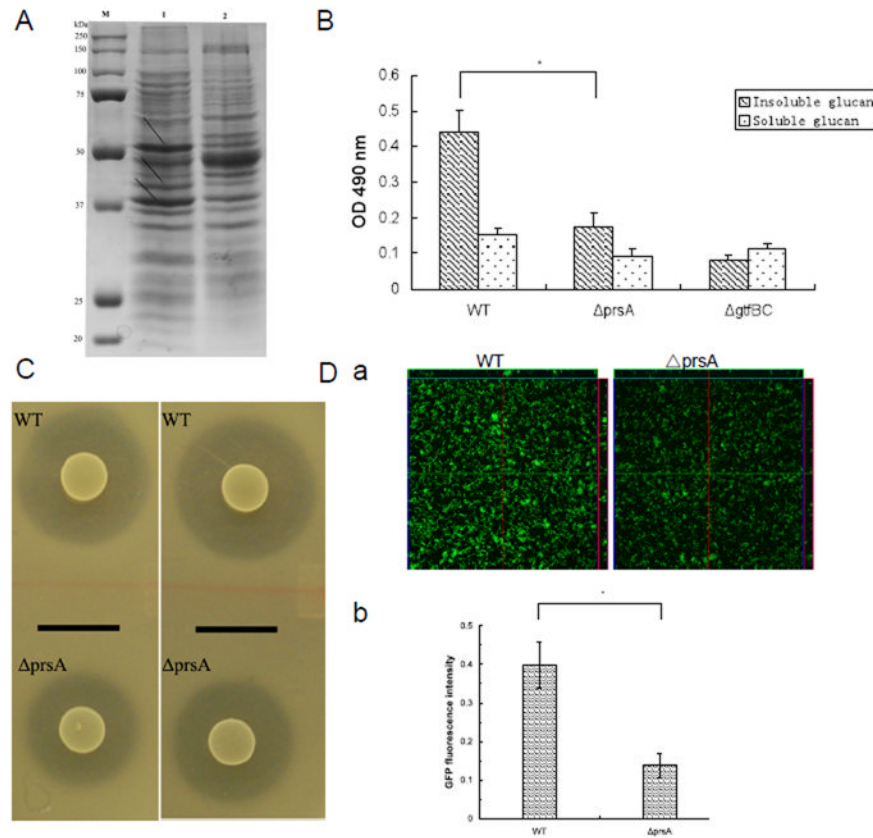 A
kDa M 1 2
250
150
100
75
50
37
25
20
B
*
0.6
0.5
0.4
0.3
0.2
0.1
0
OD 490 nm
WT ΔprsA ΔgtfBC
Insoluble glucan
Soluble glucan
C
WT WT
ΔprsA ΔprsA
D a
WT △prsA
b
*
0.5
0.4
0.3
0.2
0.1
0
GFP fluorescence intensity
WT ΔprsA